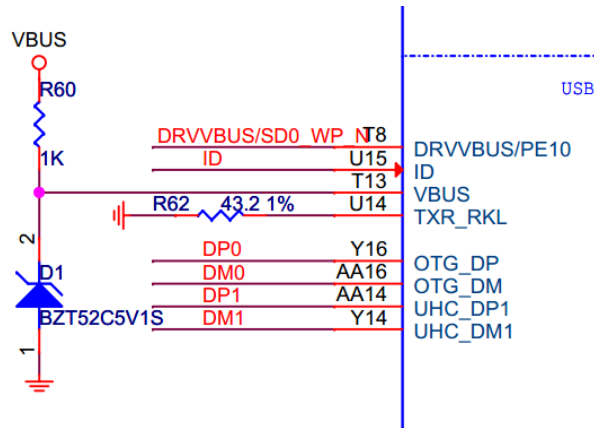 VBUS
R60
1K
USB
DRVVBUS/SD0_WP_N T8 DRVVBUS/PE10
ID U15 ID
T13 VBUS
R62 43.2 1% U14 TXR_RKL
DP0 Y16 OTG_DP
DM0 AA16 OTG_DM
DP1 AA14 UHC_DP1
DM1 Y14 UHC_DM1
2
D1
BZT52C5V1S
1